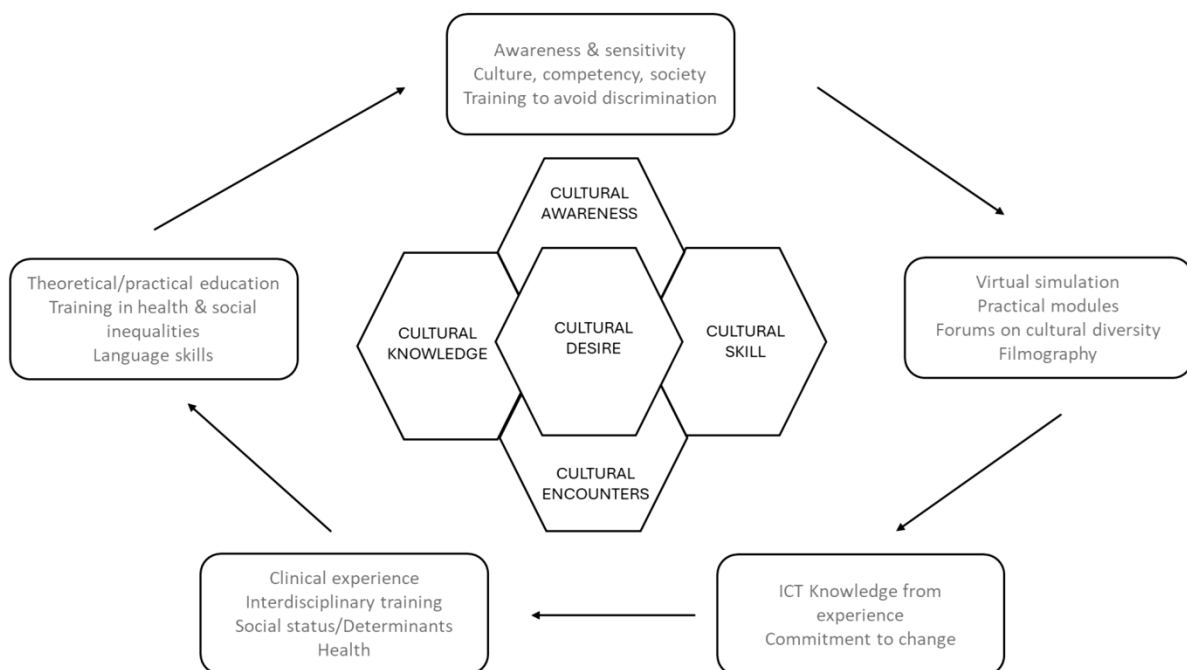 Awareness & sensitivity
Culture, competency, society
Training to avoid discrimination
CULTURAL
AWARENESS
Theoretical/practical education
Training in health & social
inequalities
Language skills
CULTURAL
KNOWLEDGE
CULTURAL
DESIRE
CULTURAL
SKILL
Virtual simulation
Practical modules
Forums on cultural diversity
Filmography
CULTURAL
ENCOUNTERS
Clinical experience
Interdisciplinary training
Social status/Determinants
Health
ICT Knowledge from
experience
Commitment to change